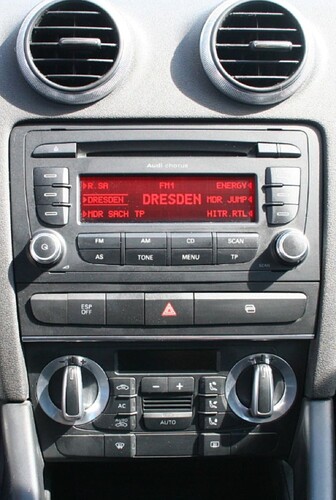 Audi chorus
R.SA FM1 ENERGY
DRESDEN DRESDEN MDR JUMP
MDR SACH TP HITR.RTL
FM AM CD SCAN
AS TONE MENU TP
ESP OFF
AC AUTO